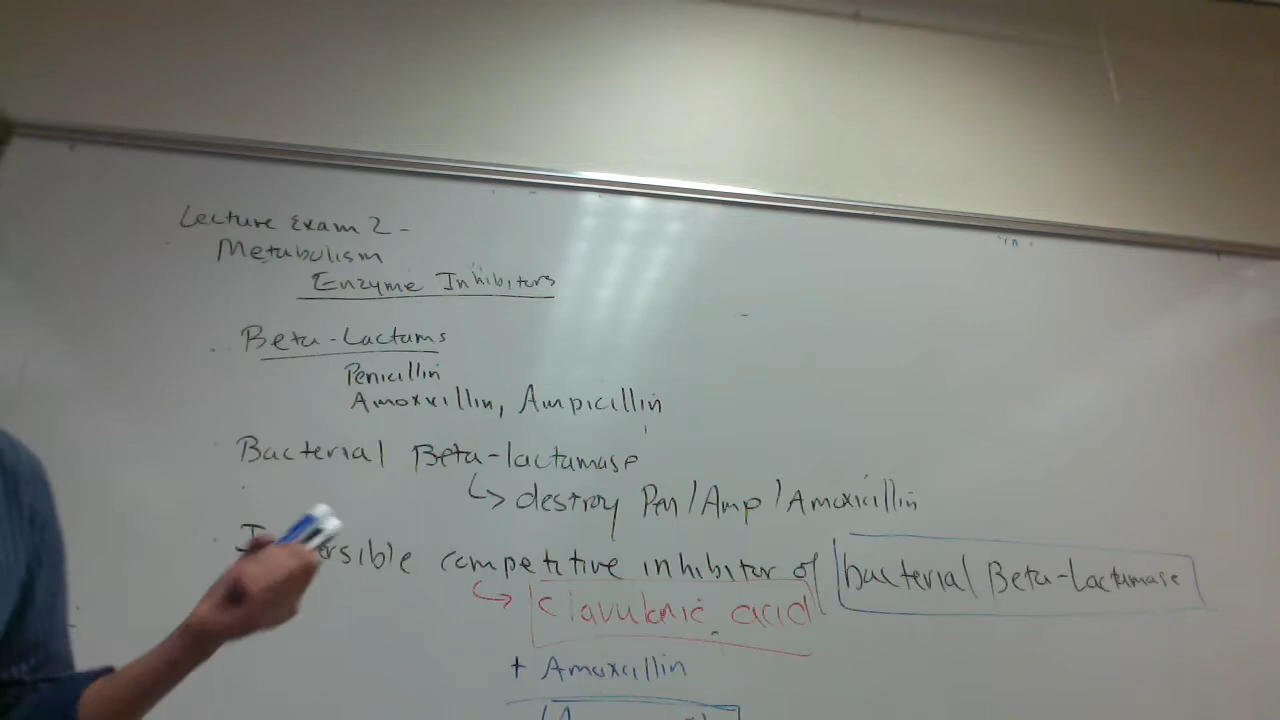 Lecture Exam 2 -
Metabolism
Enzyme Inhibitors
Beta-Lactams
Penicillin
Amoxicillin, Ampicillin
Bacterial Beta-lactamase
↳ destroy Pen/Amp/Amoxicillin
competitive inhibitor of bacterial Beta-Lactamase
↳ Clavulanic acid
+ Amoxicillin